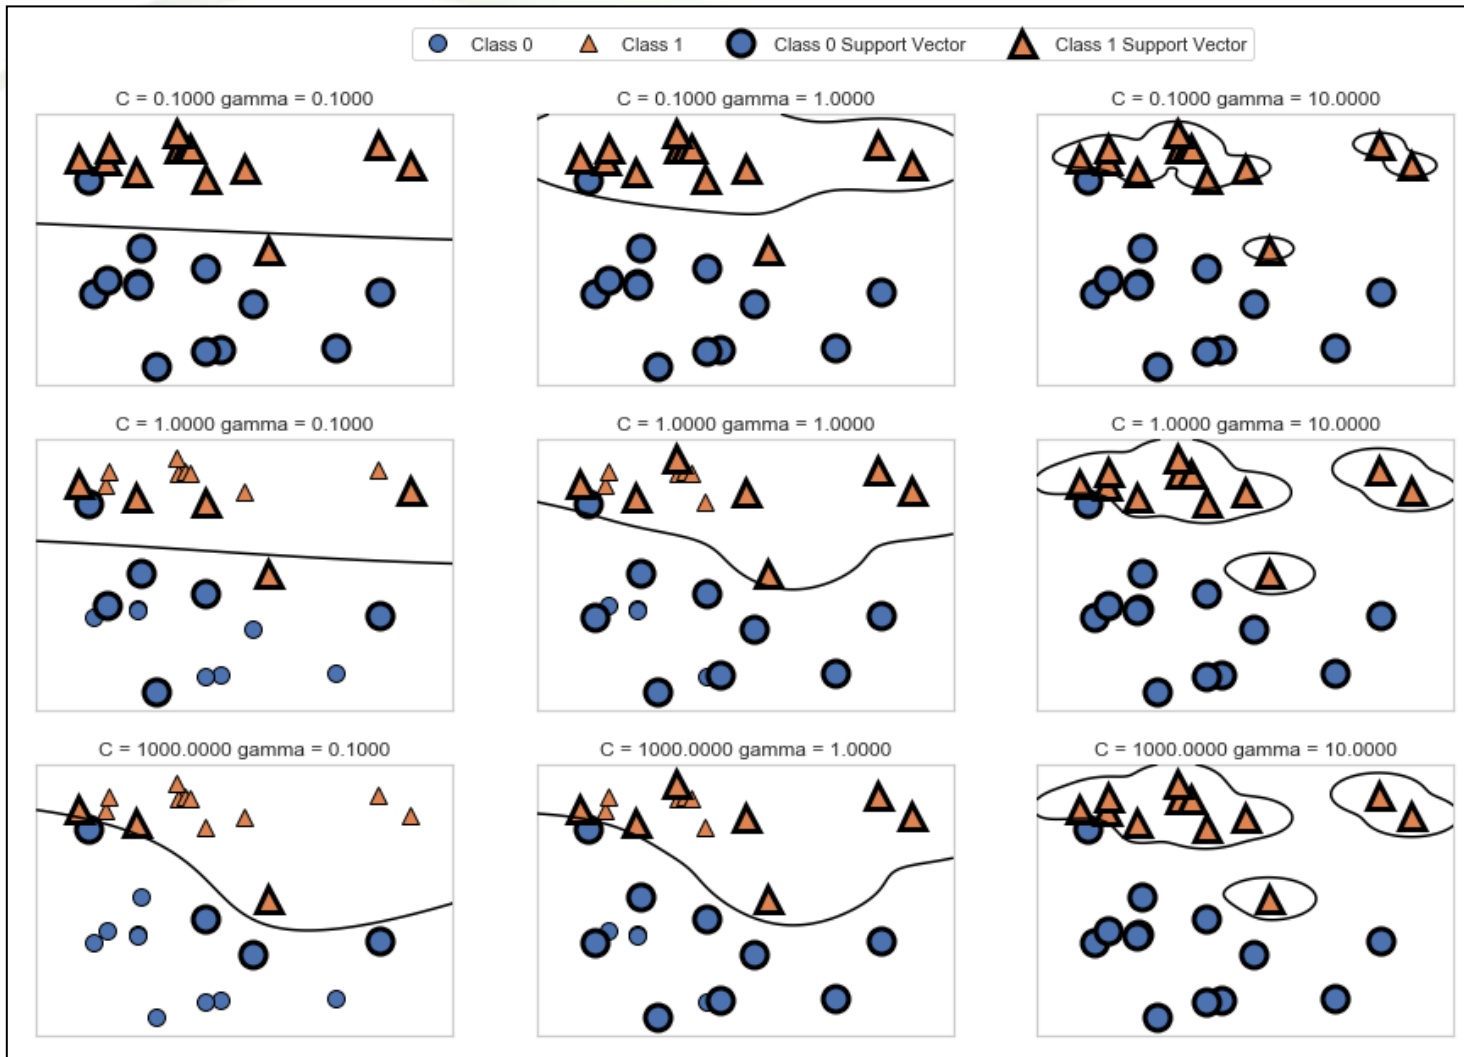 Class 0 Class 1 Class 0 Support Vector Class 1 Support Vector
C = 0.1000 gamma = 0.1000
C = 0.1000 gamma = 1.0000
C = 0.1000 gamma = 10.0000
C = 1.0000 gamma = 0.1000
C = 1.0000 gamma = 1.0000
C = 1.0000 gamma = 10.0000
C = 1000.0000 gamma = 0.1000
C = 1000.0000 gamma = 1.0000
C = 1000.0000 gamma = 10.0000